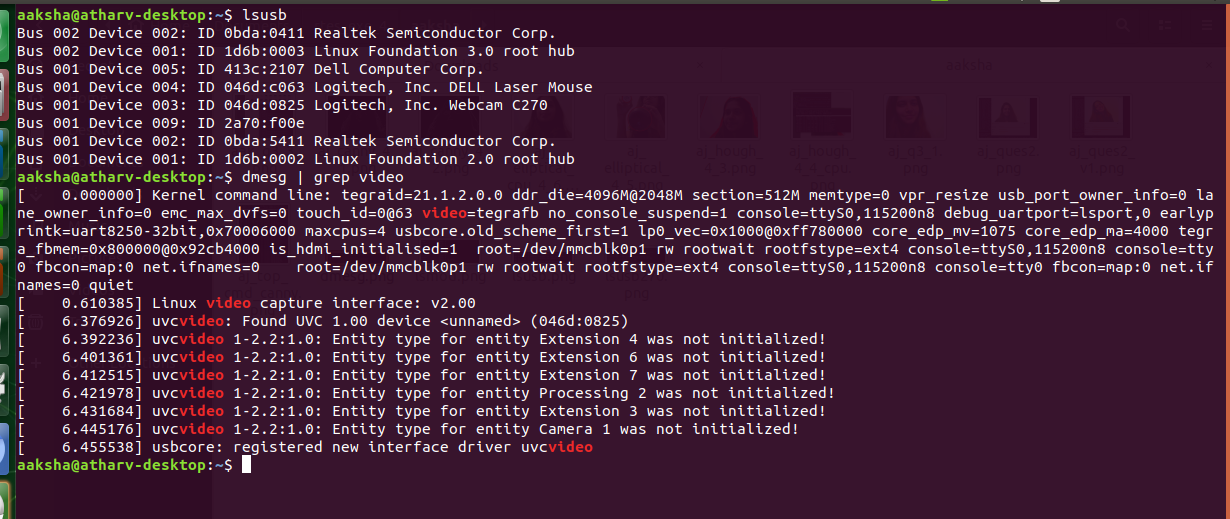 aaksha@atharv-desktop:~$ lsusb
Bus 002 Device 002: ID 0bda:0411 Realtek Semiconductor Corp.
Bus 002 Device 001: ID 1d6b:0003 Linux Foundation 3.0 root hub
Bus 001 Device 005: ID 413c:2107 Dell Computer Corp.
Bus 001 Device 004: ID 046d:c063 Logitech, Inc. DELL Laser Mouse
Bus 001 Device 003: ID 046d:0825 Logitech, Inc. Webcam C270
Bus 001 Device 009: ID 2a70:f00e
Bus 001 Device 002: ID 0bda:5411 Realtek Semiconductor Corp.
Bus 001 Device 001: ID 1d6b:0002 Linux Foundation 2.0 root hub
aaksha@atharv-desktop:~$ dmesg | grep video
[    0.000000] Kernel command line: tegraid=21.1.2.0.0 ddr_die=4096M@2048M section=512M memtype=0 vpr_resize usb_port_owner_info=0 la
ne_owner_info=0 emc_max_dvfs=0 touch_id=0@63 video=tegrafb no_console_suspend=1 console=ttyS0,115200n8 debug_uartport=lsport,0 earlyp
rintk=uart8250-32bit,0x70006000 maxcpus=4 usbcore.old_scheme_first=1 lp0_vec=0x1000@0xff780000 core_edp_mv=1075 core_edp_ma=4000 tegr
a_fbmem=0x800000@0x92cb4000 is_hdmi_initialised=1  root=/dev/mmcblk0p1 rw rootwait rootfstype=ext4 console=ttyS0,115200n8 console=tty
0 fbcon=map:0 net.ifnames=0   root=/dev/mmcblk0p1 rw rootwait rootfstype=ext4 console=ttyS0,115200n8 console=tty0 fbcon=map:0 net.if
names=0 quiet
[    0.610385] Linux video capture interface: v2.00
[    6.376926] uvcvideo: Found UVC 1.00 device <unnamed> (046d:0825)
[    6.392236] uvcvideo 1-2.2:1.0: Entity type for entity Extension 4 was not initialized!
[    6.401361] uvcvideo 1-2.2:1.0: Entity type for entity Extension 6 was not initialized!
[    6.412515] uvcvideo 1-2.2:1.0: Entity type for entity Extension 7 was not initialized!
[    6.421978] uvcvideo 1-2.2:1.0: Entity type for entity Processing 2 was not initialized!
[    6.431684] uvcvideo 1-2.2:1.0: Entity type for entity Extension 3 was not initialized!
[    6.445176] uvcvideo 1-2.2:1.0: Entity type for entity Camera 1 was not initialized!
[    6.455538] usbcore: registered new interface driver uvcvideo
aaksha@atharv-desktop:~$